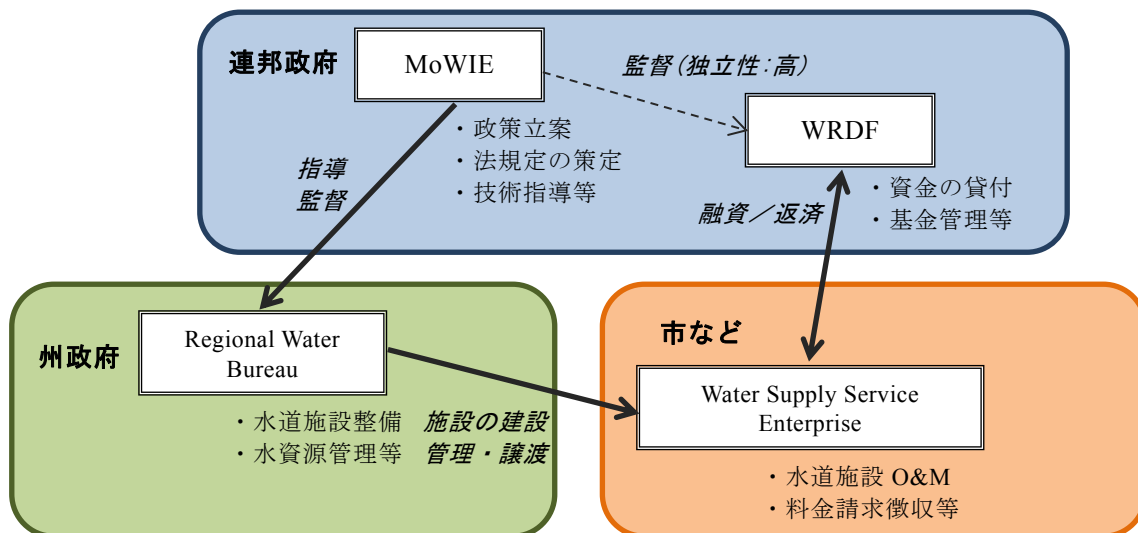 連邦政府
MoWIE
監督(独立性:高)
WRDF
・政策立案
・法規定の策定
・技術指導等
指導
監督
・資金の貸付
・基金管理等
融資/返済
州政府
Regional Water
Bureau
・水道施設整備
・水資源管理等
施設の建設
管理・譲渡
市など
Water Supply Service
Enterprise
・水道施設 O&M
・料金請求徴収等